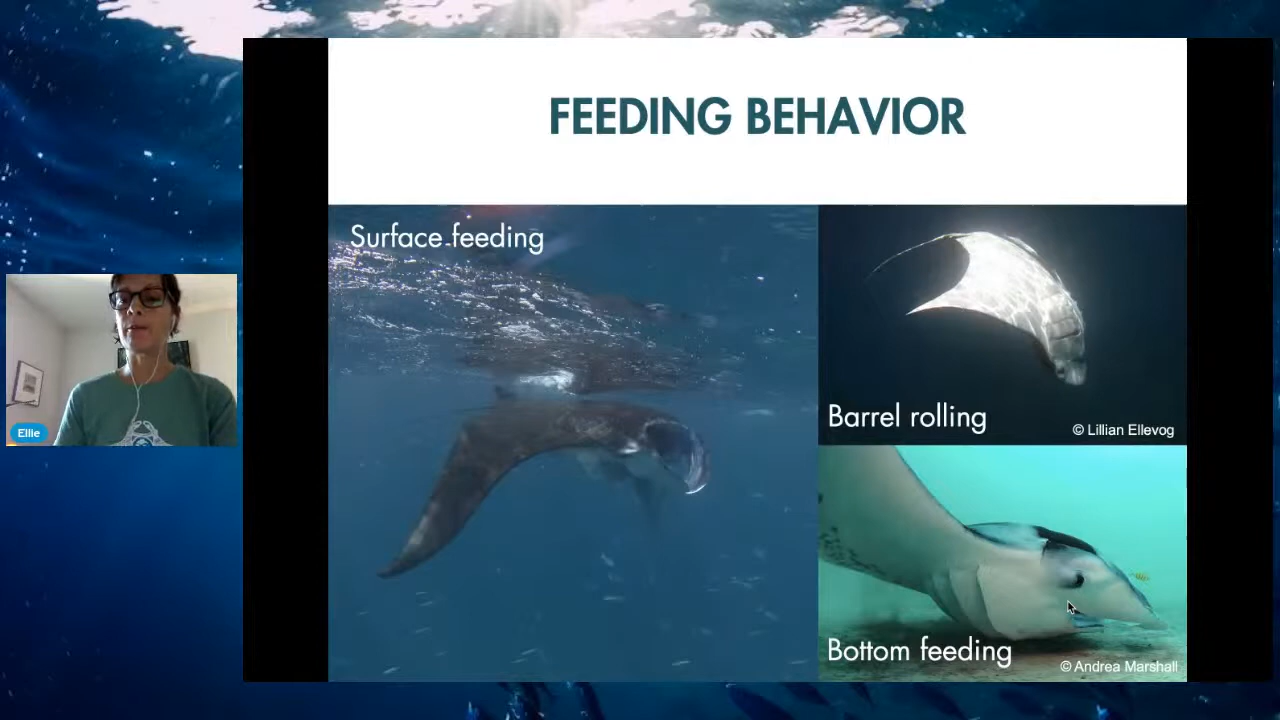 FEEDING BEHAVIOR
Surface feeding
Barrel rolling
© Lillian Ellevog
Ellie
Bottom feeding
© Andrea Marshall